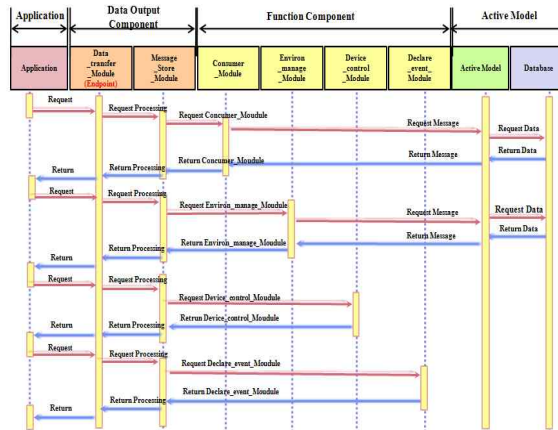 Application
Data Output
Component
Function Component
Active Model
Application
Data
_transfer
_Module
(Endpoint)
Message
_Store
_Module
Consumer
_Module
Environ
_manage
_Module
Device
_control
_Module
Declare
_event_
Module
Active Model
Database
Request
Request Processing
Request Concumer_Moudule
Request Message
Request Data
Return
Return Processing
Return Concumer_Moudule
Return Message
Return Data
Request
Request Processing
Request Environ_manage_Moudule
Request Message
Request Data
Return
Return Processing
Return Environ_manage_Moudule
Return Message
Return Data
Request
Request Processing
Request Device_control_Moudule
Return
Return Processing
Retrun Device_control_Moudule
Request
Request Processing
Request Declare_event_Moudule
Return
Return Processing
Return Declare_event_Moudule